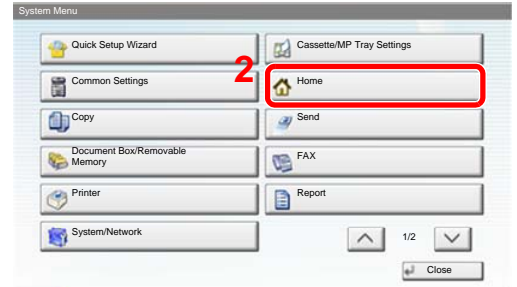 System Menu
Quick Setup Wizard
Cassette/MP Tray Settings
2
Common Settings
Home
Copy
Send
Document Box/Removable
Memory
FAX
Printer
Report
System/Network
1/2
Close